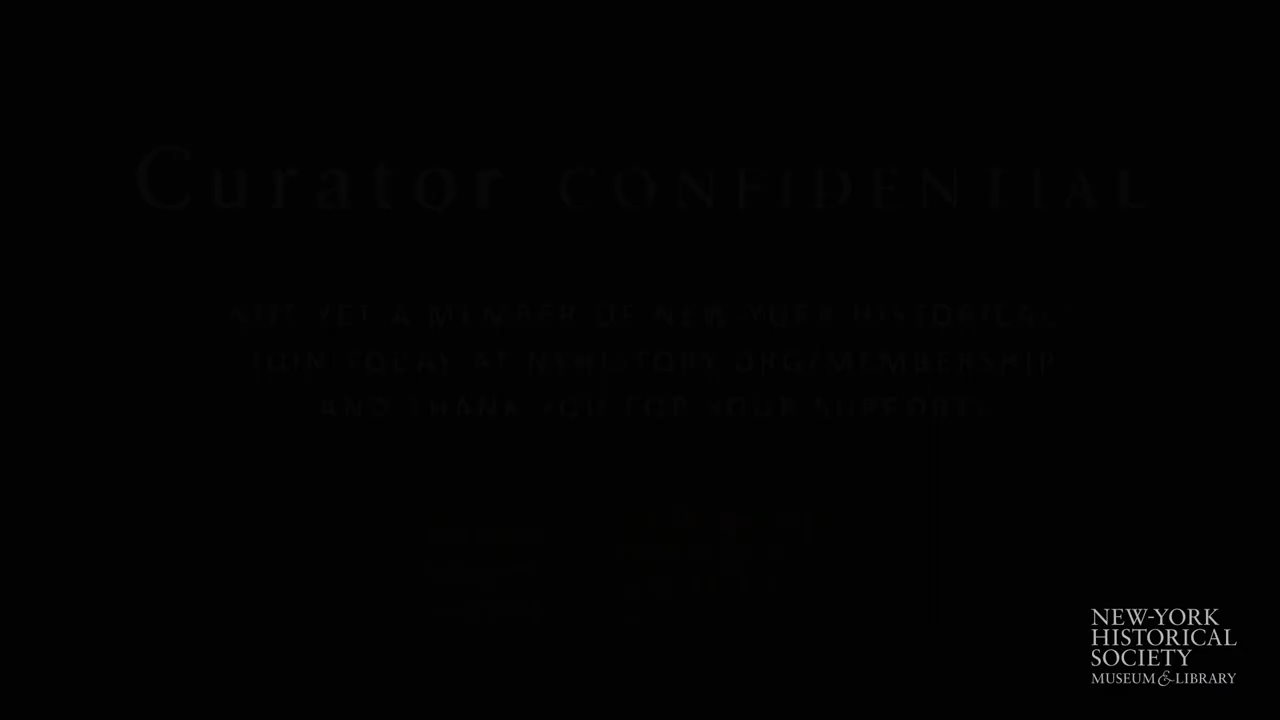 Curator CONFIDENTIAL
NOT YET A MEMBER OF NEW-YORK HISTORICAL?
JOIN TODAY AT NYHISTORY.ORG/MEMBERSHIP
AND THANK YOU FOR YOUR SUPPORT!
NEW-YORK
HISTORICAL
SOCIETY
MUSEUM & LIBRARY